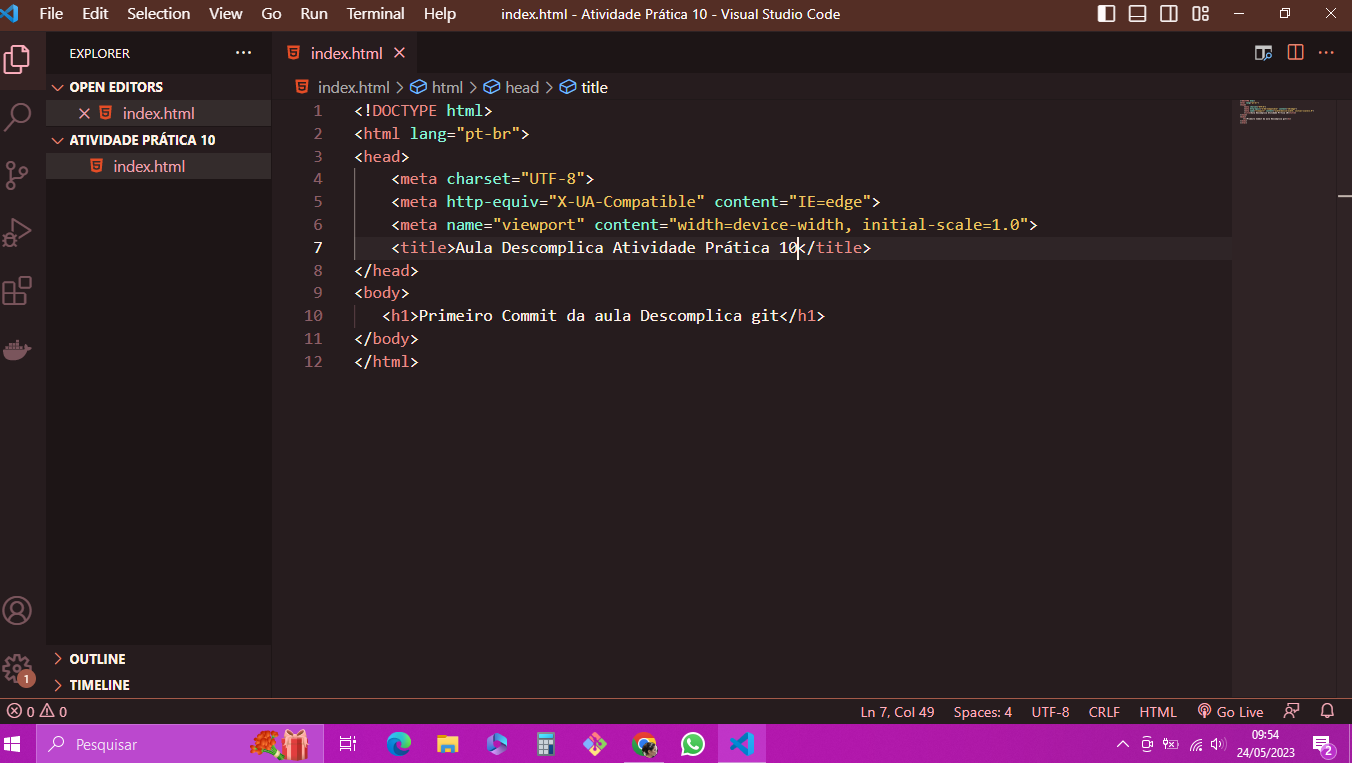 File Edit Selection View Go Run Terminal Help index.html - Atividade Prática 10 - Visual Studio Code
EXPLORER
index.html
OPEN EDITORS
index.html
ATIVIDADE PRÁTICA 10
index.html
index.html > html > head > title
1 <!DOCTYPE html>
2 <html lang="pt-br">
3 <head>
4 <meta charset="UTF-8">
5 <meta http-equiv="X-UA-Compatible" content="IE=edge">
6 <meta name="viewport" content="width=device-width, initial-scale=1.0">
7 <title>Aula Descomplica Atividade Prática 10</title>
8 </head>
9 <body>
10 <h1>Primeiro Commit da aula Descomplica git</h1>
11 </body>
12 </html>
OUTLINE
TIMELINE
1
0 0
Ln 7, Col 49 Spaces: 4 UTF-8 CRLF HTML Go Live
Pesquisar
09:54
24/05/2023
2